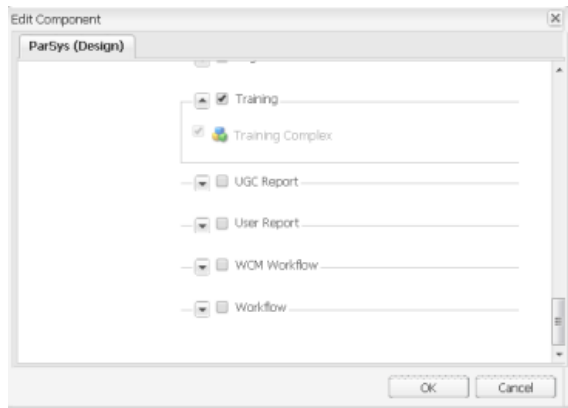 Edit Component
ParSys (Design)
Training
Training Complex
UGC Report
User Report
WCM Workflow
Workflow
OK
Cancel